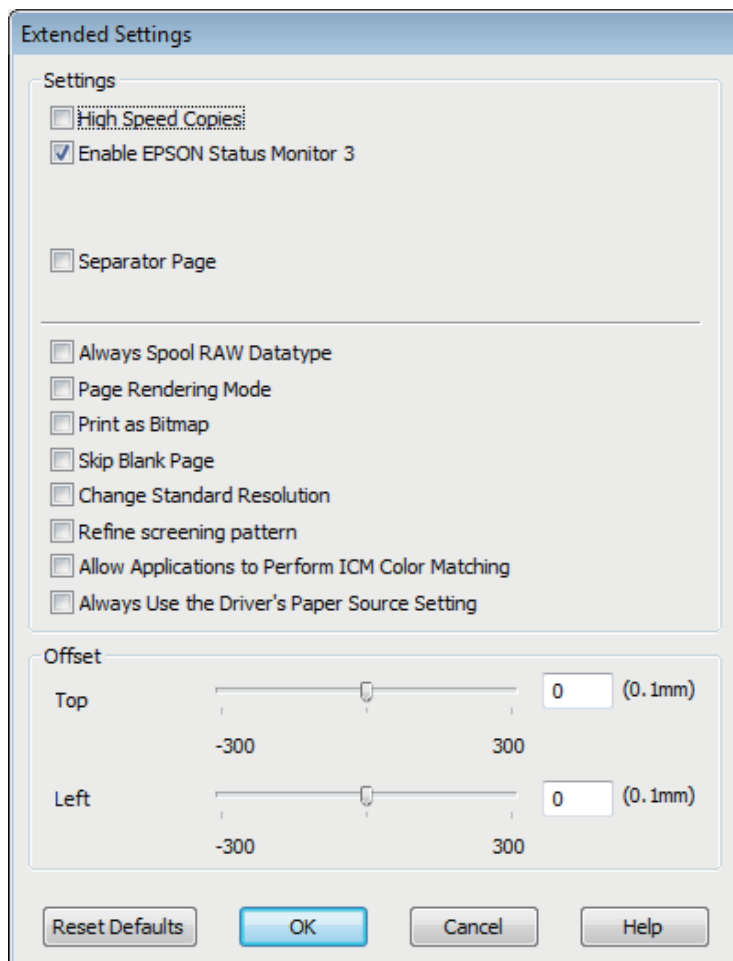 Extended Settings
Settings
High Speed Copies
Enable EPSON Status Monitor 3
Separator Page
Always Spool RAW Datatype
Page Rendering Mode
Print as Bitmap
Skip Blank Page
Change Standard Resolution
Refine screening pattern
Allow Applications to Perform ICM Color Matching
Always Use the Driver's Paper Source Setting
Offset
Top 0 (0.1mm)
-300 300
Left 0 (0.1mm)
-300 300
Reset Defaults OK Cancel Help